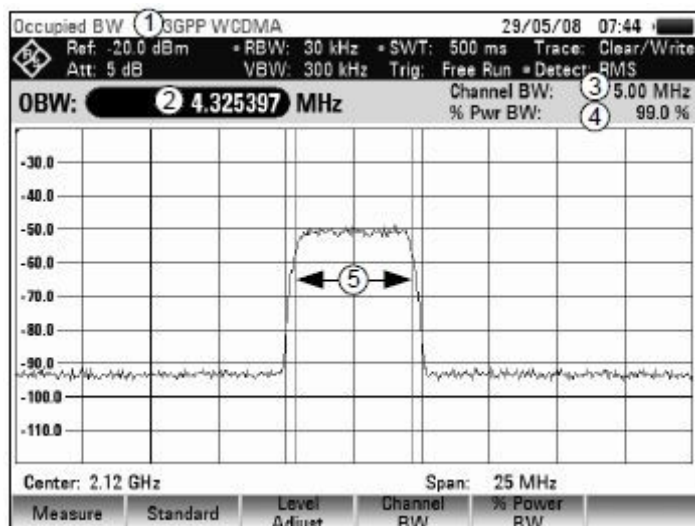 Occupied BW ① 3GPP WCDMA 29/05/08 07:44
Ref: -20.0 dBm • RBW: 30 kHz • SWT: 500 ms Trace: Clear/Write
Att: 5 dB VBW: 300 kHz Trig: Free Run • Detect: RMS
OBW: ② 4.325397 MHz Channel BW: ③ 5.00 MHz
% Pwr BW: ④ 99.0 %
-30.0
-40.0
-50.0
-60.0
⑤
-70.0
-80.0
-90.0
-100.0
-110.0
Center: 2.12 GHz Span: 25 MHz
Measure Standard Level Adjust Channel BW % Power BW